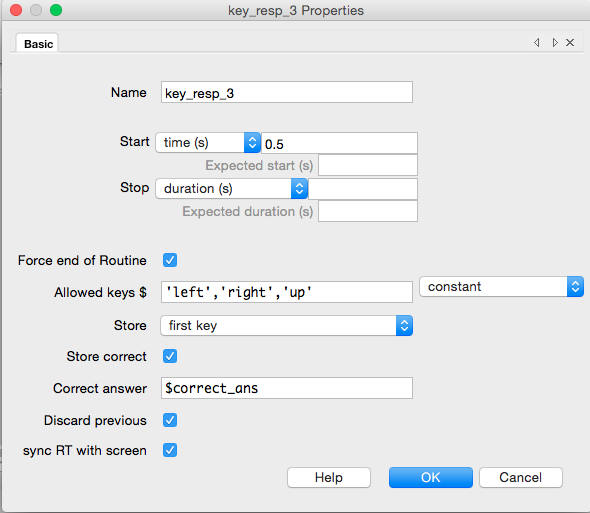 key_resp_3 Properties
Basic
Name key_resp_3
Start time (s) 0.5
Expected start (s)
Stop duration (s)
Expected duration (s)
Force end of Routine
Allowed keys $ 'left','right','up' constant
Store first key
Store correct
Correct answer $correct_ans
Discard previous
sync RT with screen
Help OK Cancel